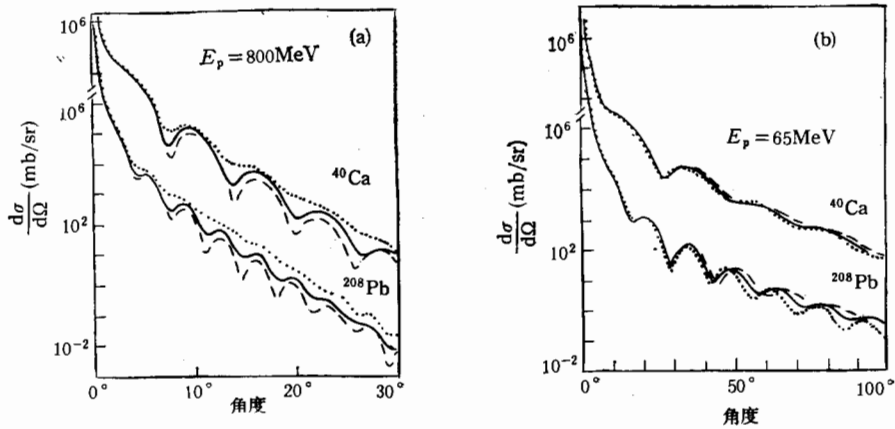 (a)
E_p = 800MeV
10^6
10^6
10^2
10^-2
dσ/dΩ (mb/sr)
^40Ca
^208Pb
0° 10° 20° 30°
角度
(b)
E_p = 65MeV
10^6
10^6
10^2
10^-2
dσ/dΩ (mb/sr)
^40Ca
^208Pb
0° 50° 100°
角度